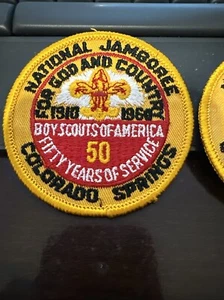 NATIONAL JAMBOREE
FOR GOD AND COUNTRY
1910 1960
BOY SCOUTS OF AMERICA
50
FIFTY YEARS OF SERVICE
COLORADO, SPRINGS